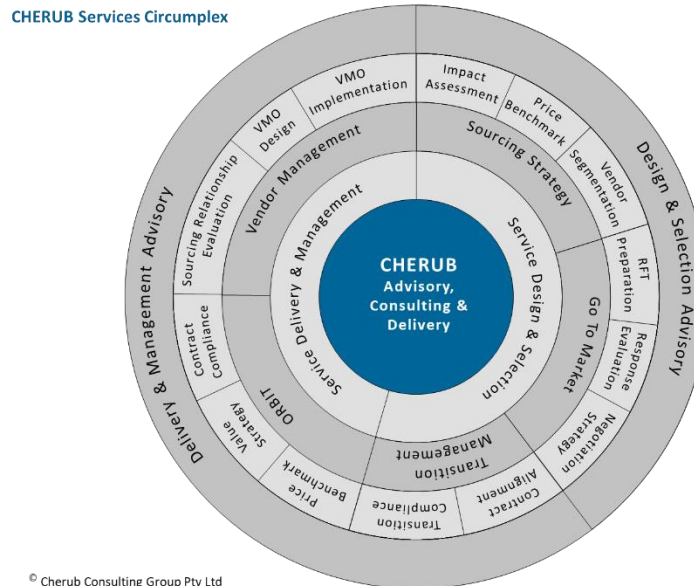 CHERUB Services Circumplex
CHERUB
Advisory,
Consulting &
Delivery
Service Design & Selection
Service Delivery & Management
Sourcing Strategy
Go To Market
Transition
Management
ORBIT
Vendor Management
Impact
Assessment
Price
Benchmark
Vendor
Segmentation
RFT
Preparation
Response
Evaluation
Negotiation
Strategy
Contract
Alignment
Transition
Compliance
Price
Benchmark
Value
Strategy
Contract
Compliance
Sourcing Relationship
Evaluation
VMO
Design
VMO
Implementation
Design & Selection Advisory
Delivery & Management Advisory
© Cherub Consulting Group Pty Ltd